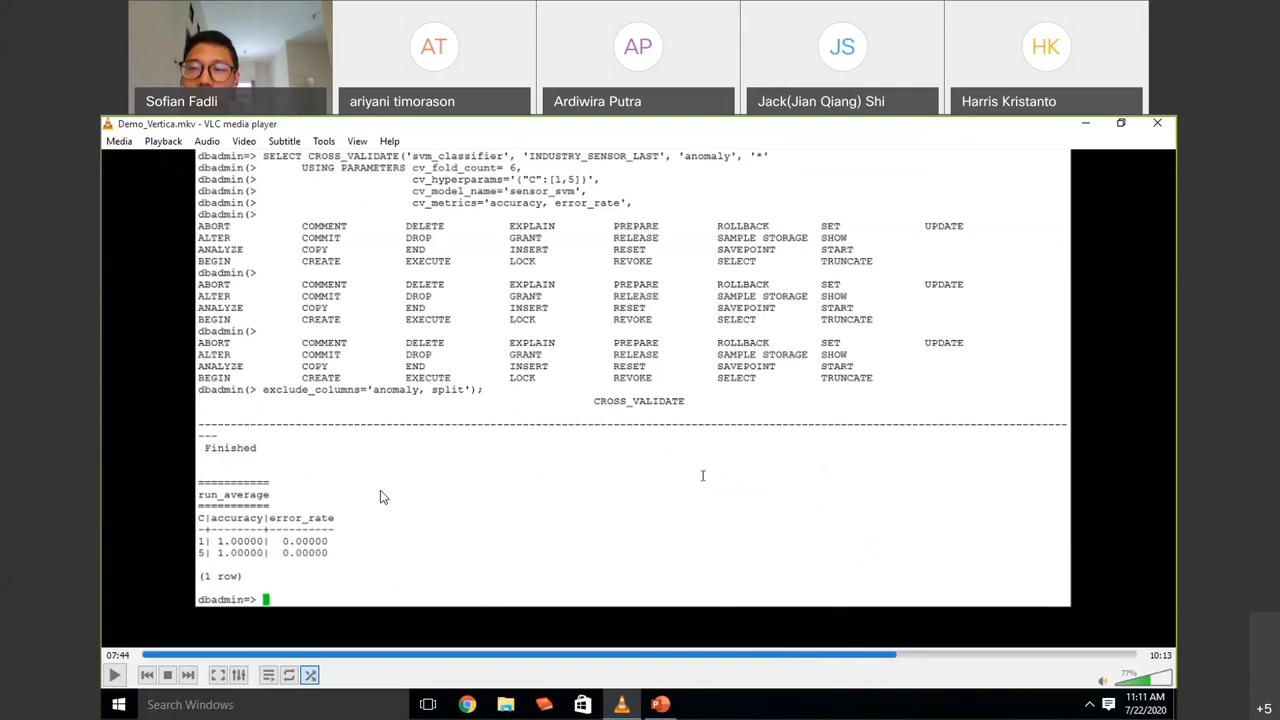 AT
AP
JS
HK
Sofian Fadli
ariyani timorason
Ardiwira Putra
Jack(Jian Qiang) Shi
Harris Kristanto
Demo_Vertica.mkv - VLC media player
Media Playback Audio Video Subtitle Tools View Help
dbadmin=> SELECT CROSS_VALIDATE('svm_classifier', 'INDUSTRY_SENSOR_LAST', 'anomaly', '*'
dbadmin(> USING PARAMETERS cv_fold_count= 6,
dbadmin(> cv_hyperparams='{"C":[1,5]}',
dbadmin(> cv_model_name='sensor_svm',
dbadmin(> cv_metrics='accuracy, error_rate',
dbadmin(>
ABORT COMMENT DELETE EXPLAIN PREPARE ROLLBACK SET UPDATE
ALTER COMMIT DROP GRANT RELEASE SAMPLE STORAGE SHOW
ANALYZE COPY END INSERT RESET SAVEPOINT START
BEGIN CREATE EXECUTE LOCK REVOKE SELECT TRUNCATE
dbadmin(>
ABORT COMMENT DELETE EXPLAIN PREPARE ROLLBACK SET UPDATE
ALTER COMMIT DROP GRANT RELEASE SAMPLE STORAGE SHOW
ANALYZE COPY END INSERT RESET SAVEPOINT START
BEGIN CREATE EXECUTE LOCK REVOKE SELECT TRUNCATE
dbadmin(>
ABORT COMMENT DELETE EXPLAIN PREPARE ROLLBACK SET UPDATE
ALTER COMMIT DROP GRANT RELEASE SAMPLE STORAGE SHOW
ANALYZE COPY END INSERT RESET SAVEPOINT START
BEGIN CREATE EXECUTE LOCK REVOKE SELECT TRUNCATE
dbadmin(> exclude_columns='anomaly, split');
CROSS_VALIDATE
--------------------------------------------------------------------------------------------------------------------------------------
---
Finished
===========
run_average
===========
C|accuracy|error_rate
-+--------+----------
1| 1.00000| 0.00000
5| 1.00000| 0.00000
(1 row)
dbadmin=>
07:44
10:13
77%
Search Windows
11:11 AM
7/22/2020
+5